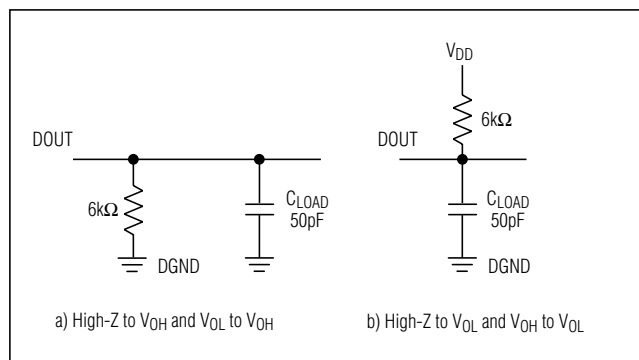 DOUT
6kΩ
DGND
CLOAD
50pF
a) High-Z to VOH and VOL to VOH
VDD
6kΩ
DOUT
CLOAD
50pF
b) High-Z to VOL and VOH to VOL